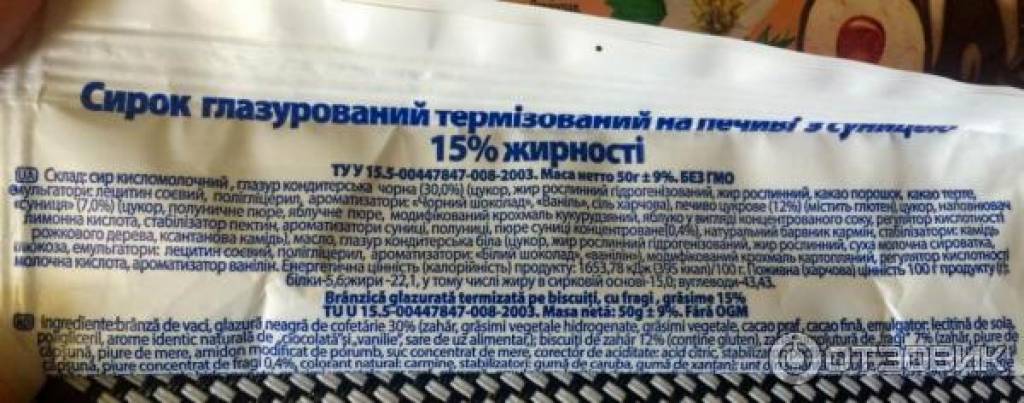 Сирок глазурований термізований на печиві з суницею
15% жирності
ТУ У 15.5-00447847-008-2003. Маса нетто 50г ± 9%. БЕЗ ГМО
UA Склад: сир кисломолочний, глазур кондитерська чорна (30,0%) (цукор, жир рослинний гідрогенізований, жир рослинний, какао порошок, какао терте,
емульгатори: лецитин соєвий, полігліцерил, ароматизатори: «Чорний шоколад», «Ваніль», сіль харчова), печиво цукрове (12%) (містить глютен) цукор, наповнювач
«Суниця» (7,0%) (цукор, полуничне пюре, яблучне пюре, модифікований крохмаль кукурудзяний, яблуко у вигляді концентрованого соку, регулятор кислотності
лимонна кислота, стабілізатор пектин, ароматизатори суниці, полуниці, пюре суниці концентроване(0,4%), натуральний барвник кармін, стабілізатори: камідь
рожкового дерева, ксантанова камідь), масло, глазур кондитерська біла (цукор, жир рослинний гідрогенізований, жир рослинний, суха молочна сироватка,
глюкоза, емульгатори: лецитин соєвий, полігліцерил, ароматизатори: «Білий шоколад», «ванілін»), модифікований крохмаль картопляний, регулятор кислотності
молочна кислота, ароматизатор ванілін. Енергетична цінність (калорійність) продукту: 1653,78 кДж (395 ккал)/100 г. Поживна (харчова) цінність 100 г продукту
білки-5,6;жири -22,1, у тому числі жиру в сирковій основі-15,0; вуглеводи-43,43.
Brânzică glazurată termizată pe biscuiți, cu fragi, grăsime 15%
TU U 15.5-00447847-008-2003. Masa netă: 50g ± 9%. Fără OGM
Ingrediente:brânză de vaci, glazură neagră de cofetărie 30% (zahăr, grăsimi vegetale hidrogenate, grăsimi vegetale, cacao praf, cacao fină, emulgator: lecitină de soia,
poligliceril, arome identic naturale de „ciocolată și „vanilie”, sare de uz alimentar,); biscuiți de zahăr 12% (conține gluten), zahăr, umplutură de „fragi” 7% (zahăr, piure de
căpșună, piure de mere, amidon modificat de porumb, suc concentrat de mere, corector de aciditate: acid citric, stabilizator
căpșună, piure concentrat de fragi 0,4%, colorant natural: carmine, stabilizatori: gumă de caruba, gumă de xantan); unt
ОТЗОВИК